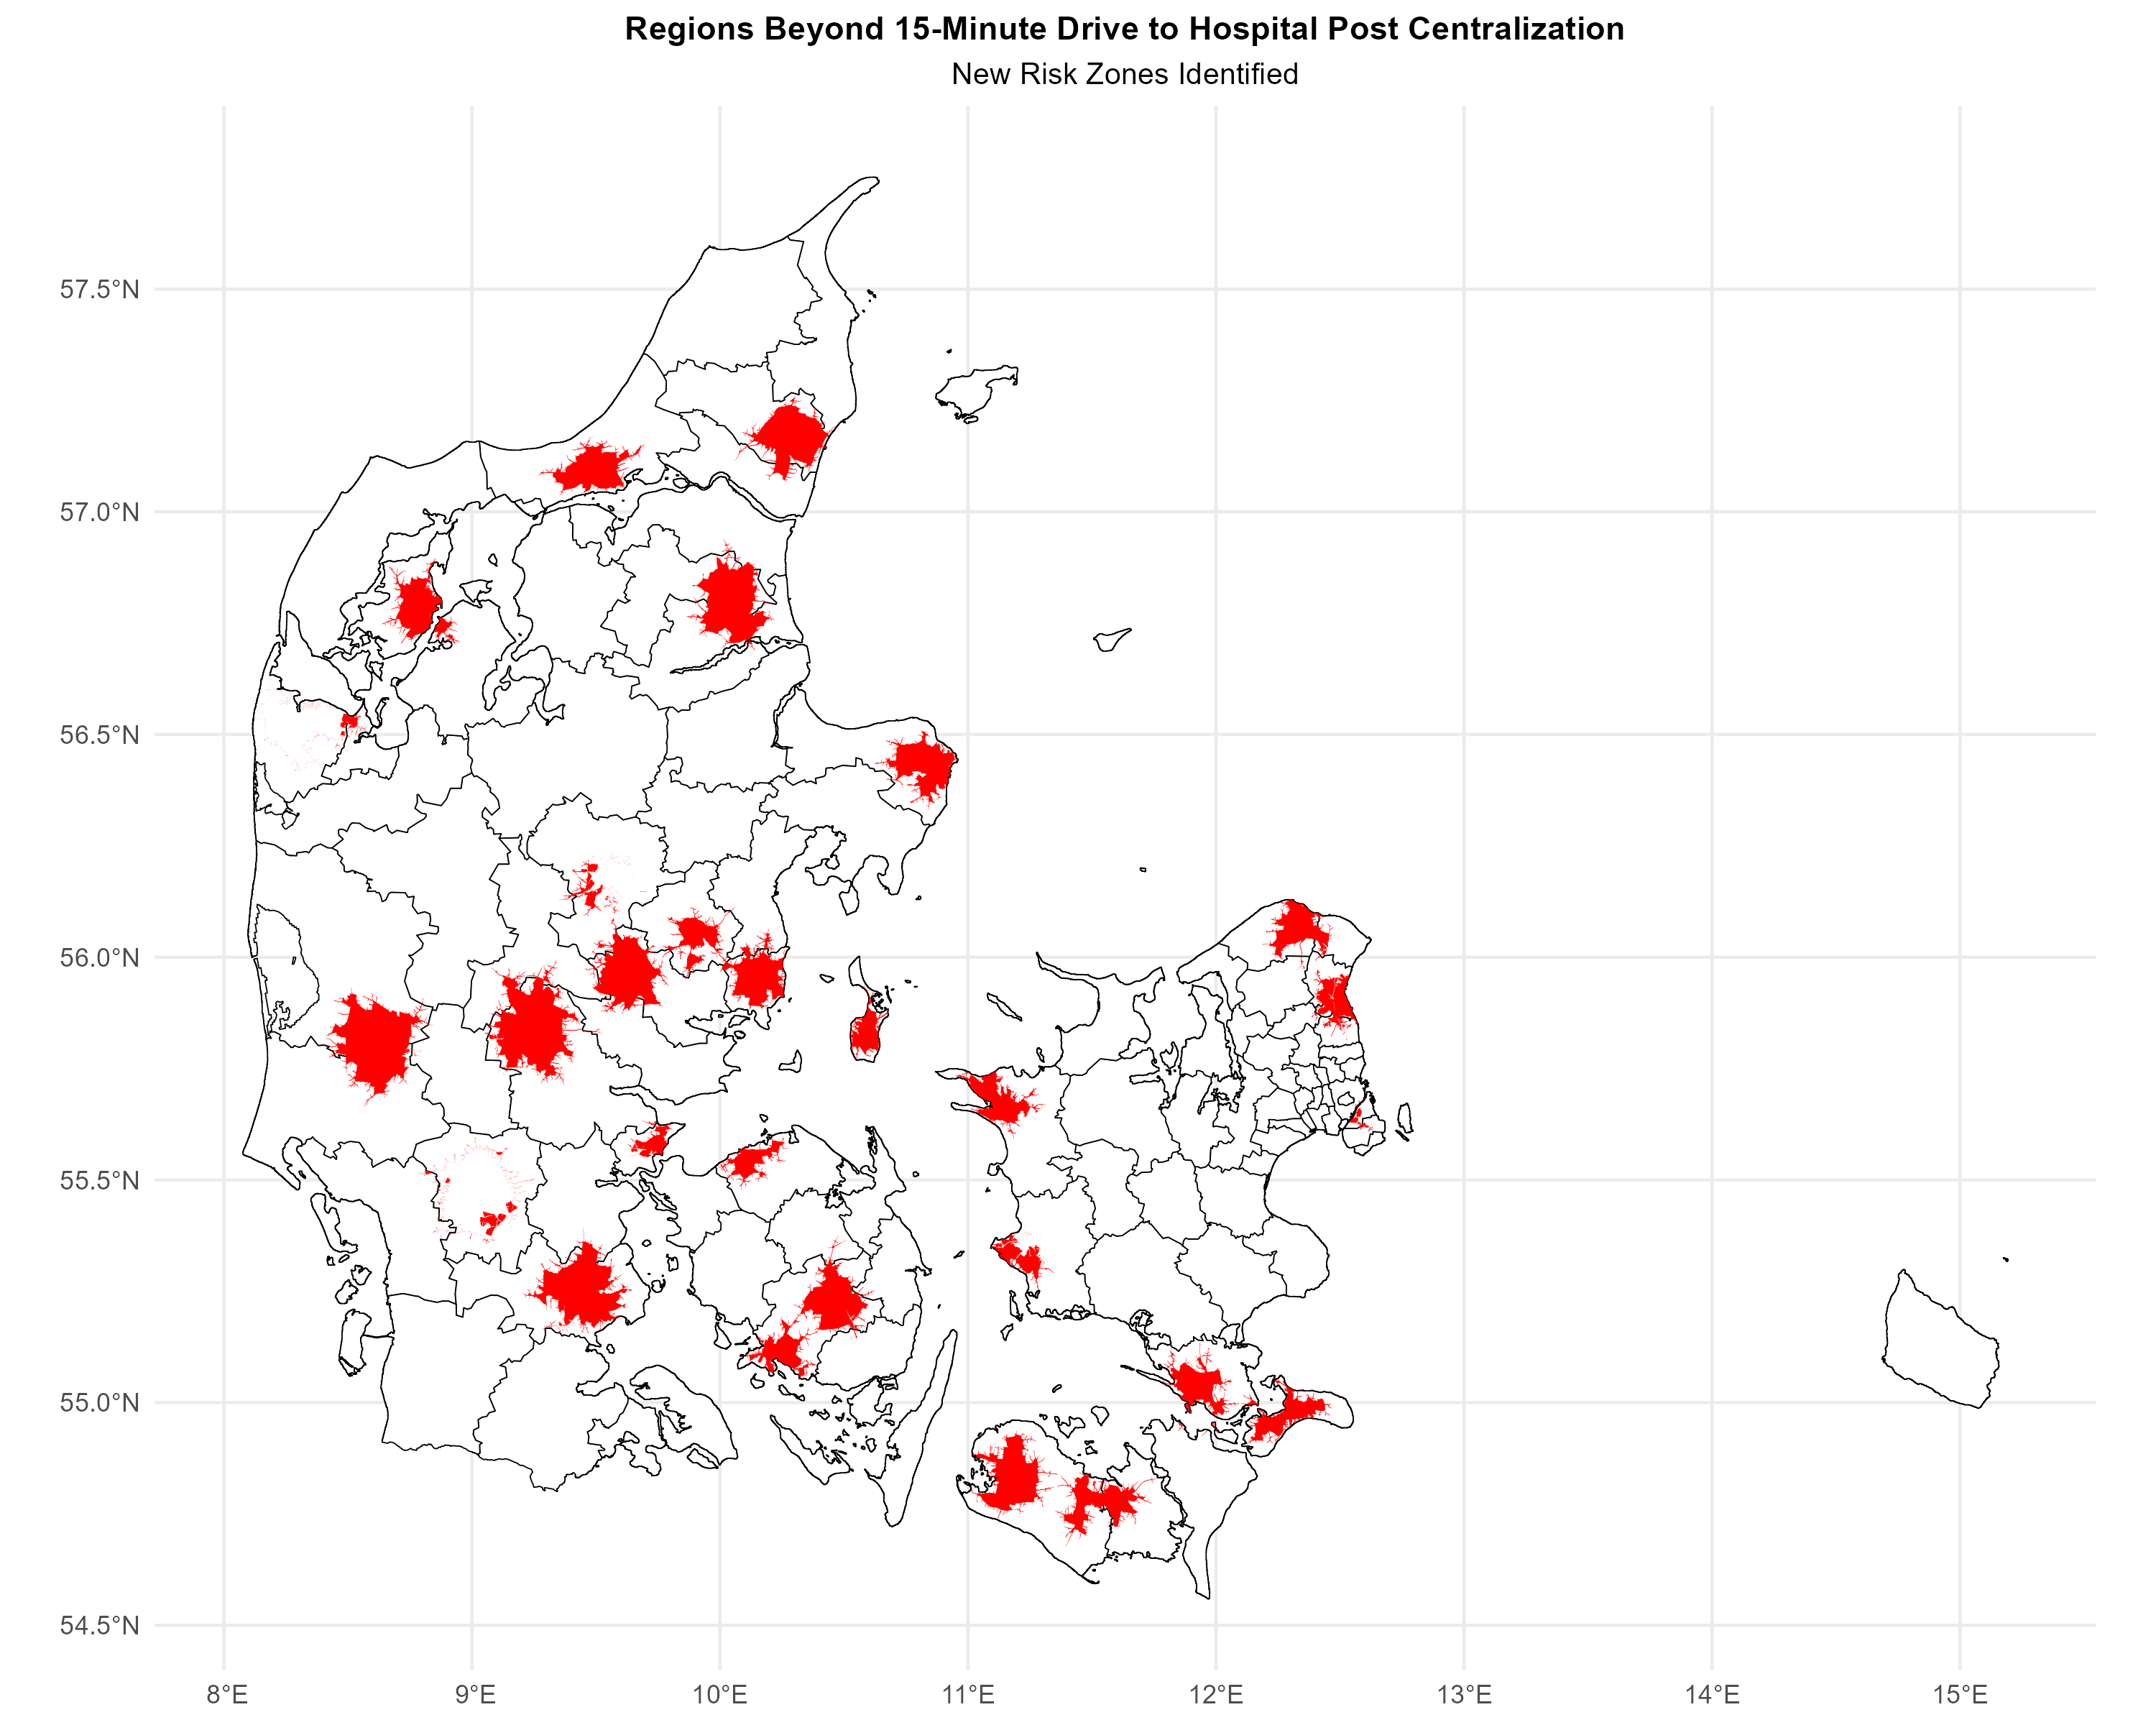 Regions Beyond 15-Minute Drive to Hospital Post Centralization
New Risk Zones Identified
57.5°N
57.0°N
56.5°N
56.0°N
55.5°N
55.0°N
54.5°N
8°E 9°E 10°E 11°E 12°E 13°E 14°E 15°E